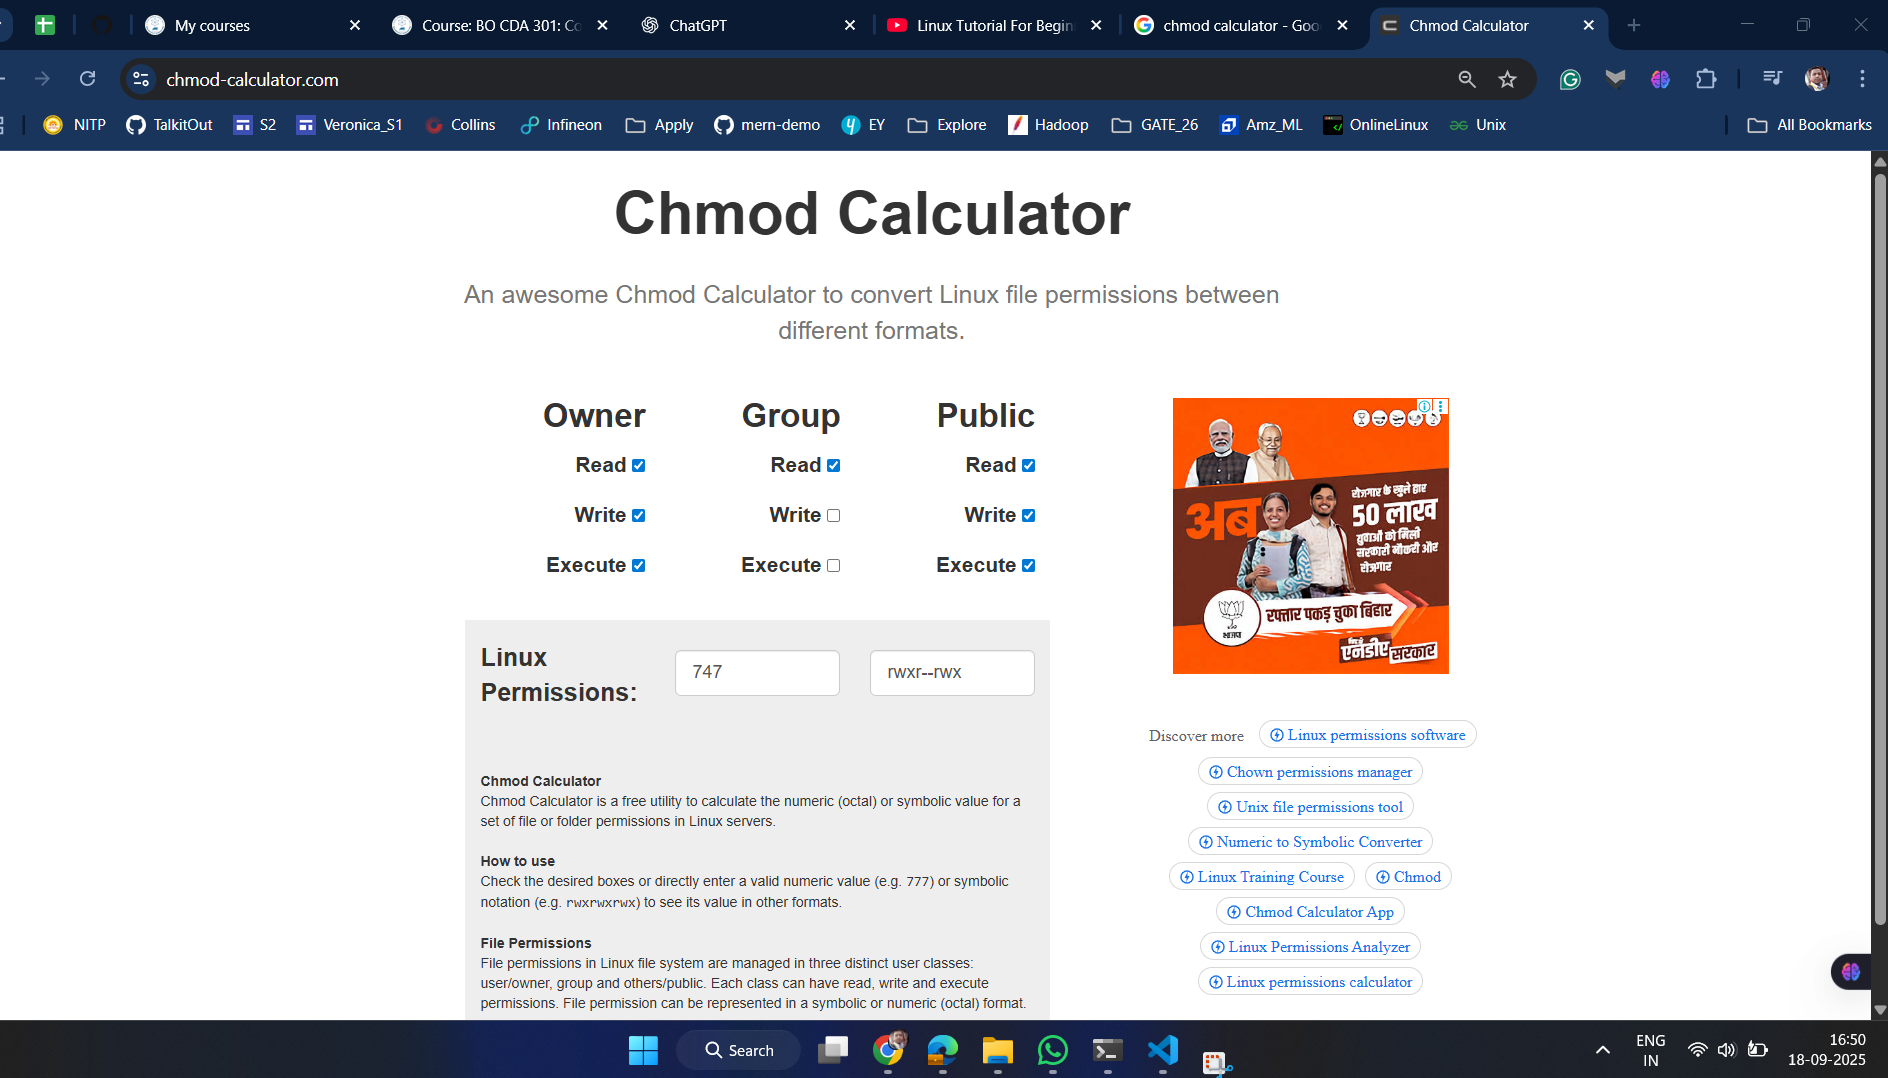 My courses
Course: BO CDA 301: Co
ChatGPT
Linux Tutorial For Begin
chmod calculator - Goo
Chmod Calculator
chmod-calculator.com
NITP
TalkitOut
S2
Veronica_S1
Collins
Infineon
Apply
mern-demo
EY
Explore
Hadoop
GATE_26
Amz_ML
OnlineLinux
Unix
All Bookmarks
Chmod Calculator
An awesome Chmod Calculator to convert Linux file permissions between
different formats.
Owner Group Public
Read Read Read
Write Write Write
Execute Execute Execute
Linux
Permissions:
747
rwxr--rwx
Chmod Calculator
Chmod Calculator is a free utility to calculate the numeric (octal) or symbolic value for a
set of file or folder permissions in Linux servers.
How to use
Check the desired boxes or directly enter a valid numeric value (e.g. 777) or symbolic
notation (e.g. rwxrwxrwx) to see its value in other formats.
File Permissions
File permissions in Linux file system are managed in three distinct user classes:
user/owner, group and others/public. Each class can have read, write and execute
permissions. File permission can be represented in a symbolic or numeric (octal) format.
अब
रोजगार के खुले द्वार
50 लाख
युवाओं को मिली
सरकारी नौकरी और
रोजगार
भाजपा
रफ्तार पकड़ चुका बिहार
एनडीए सरकार
Discover more
Linux permissions software
Chown permissions manager
Unix file permissions tool
Numeric to Symbolic Converter
Linux Training Course
Chmod
Chmod Calculator App
Linux Permissions Analyzer
Linux permissions calculator
Search
ENG
IN
16:50
18-09-2025